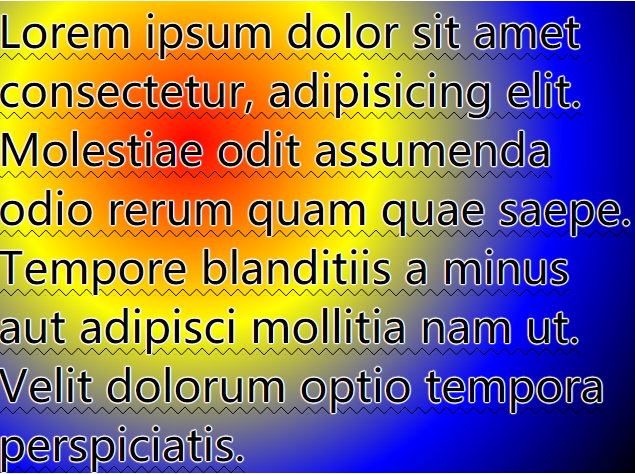 Lorem ipsum dolor sit amet
consectetur, adipisicing elit.
Molestiae odit assumenda
odio rerum quam quae saepe.
Tempore blanditiis a minus
aut adipisci mollitia nam ut.
Velit dolorum optio tempora
perspiciatis.